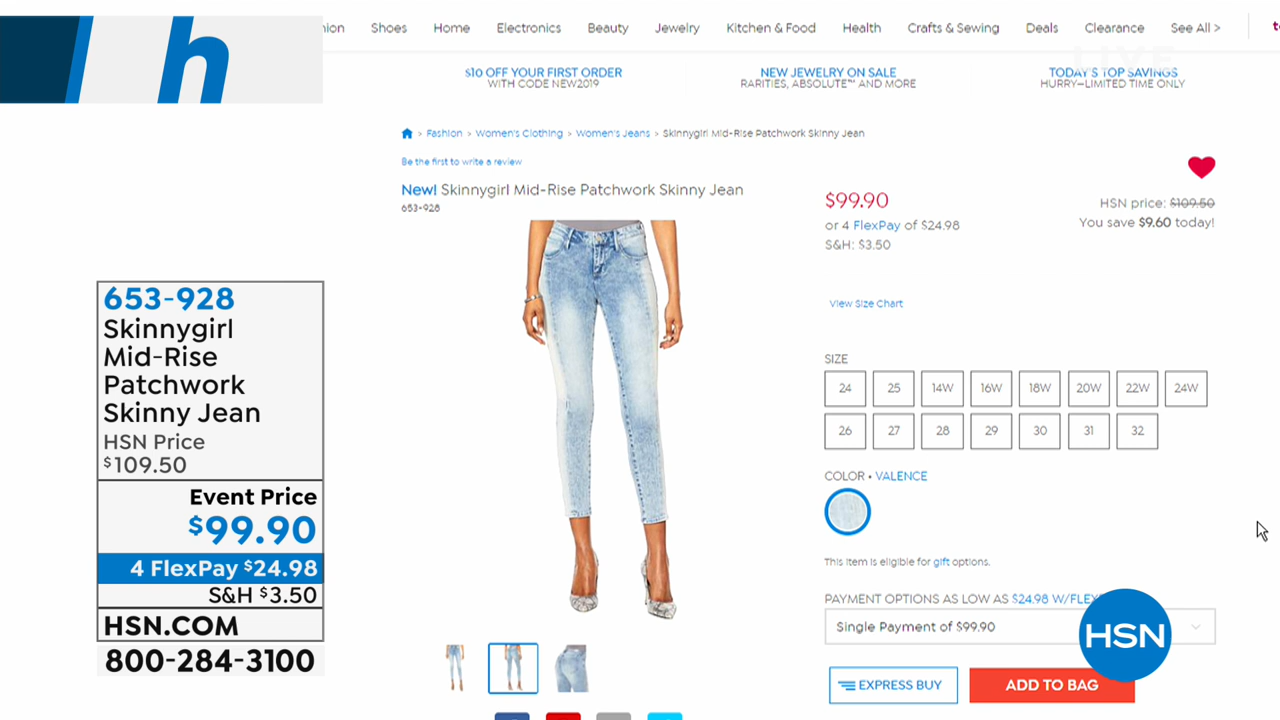 h
Shoes Home Electronics Beauty Jewelry Kitchen & Food Health Crafts & Sewing Deals Clearance See All >
LIVE
$10 OFF YOUR FIRST ORDER
WITH CODE NEW2019
NEW JEWELRY ON SALE
RARITIES, ABSOLUTE™ AND MORE
TODAY'S TOP SAVINGS
HURRY—LIMITED TIME ONLY
> Fashion > Women's Clothing > Women's Jeans > Skinnygirl Mid-Rise Patchwork Skinny Jean
Be the first to write a review
New! Skinnygirl Mid-Rise Patchwork Skinny Jean
653-928
$99.90
or 4 FlexPay of $24.98
S&H: $3.50
HSN price: $109.50
You save $9.60 today!
View Size Chart
SIZE
24 25 14W 16W 18W 20W 22W 24W
26 27 28 29 30 31 32
COLOR • VALENCE
This item is eligible for gift options.
PAYMENT OPTIONS AS LOW AS $24.98 W/FLEX
Single Payment of $99.90
EXPRESS BUY
ADD TO BAG
HSN
653-928
Skinnygirl
Mid-Rise
Patchwork
Skinny Jean
HSN Price
$109.50
Event Price
$99.90
4 FlexPay $24.98
S&H $3.50
HSN.COM
800-284-3100